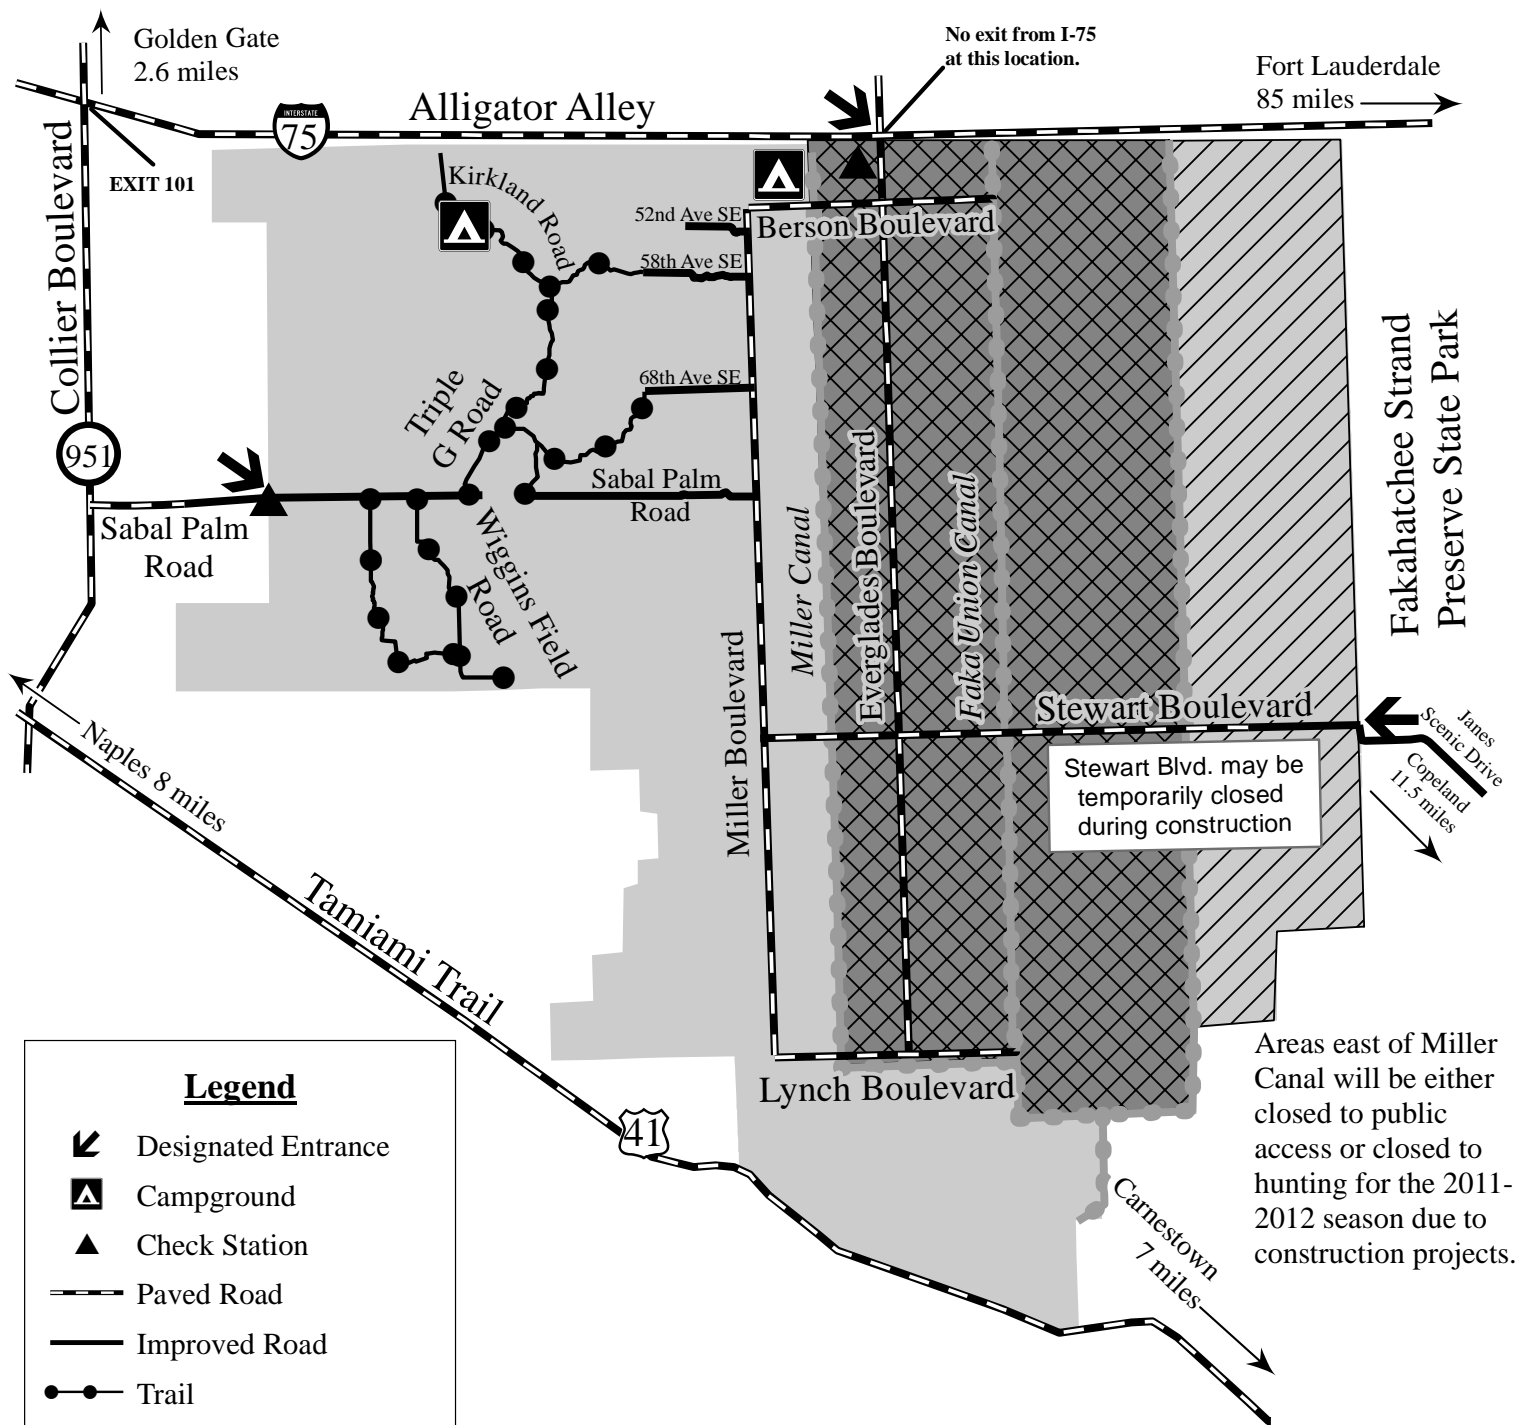 Golden Gate
2.6 miles
No exit from I-75
at this location.
Fort Lauderdale
85 miles
Alligator Alley
INTERSTATE
75
EXIT 101
Collier Boulevard
Kirkland Road
52nd Ave SE
Berson Boulevard
58th Ave SE
68th Ave SE
Triple
G Road
951
Sabal Palm
Road
Sabal Palm
Road
Wiggins Field
Road
Miller Canal
Everglades Boulevard
Faka Union Canal
Fakahatchee Strand
Preserve State Park
Miller Boulevard
Stewart Boulevard
Janes
Scenic Drive
Copeland
11.5 miles
Stewart Blvd. may be
temporarily closed
during construction
Naples 8 miles
Tamiami Trail
41
Lynch Boulevard
Carnestown
7 miles
Areas east of Miller
Canal will be either
closed to public
access or closed to
hunting for the 2011-
2012 season due to
construction projects.
Legend
Designated Entrance
Campground
Check Station
Paved Road
Improved Road
Trail